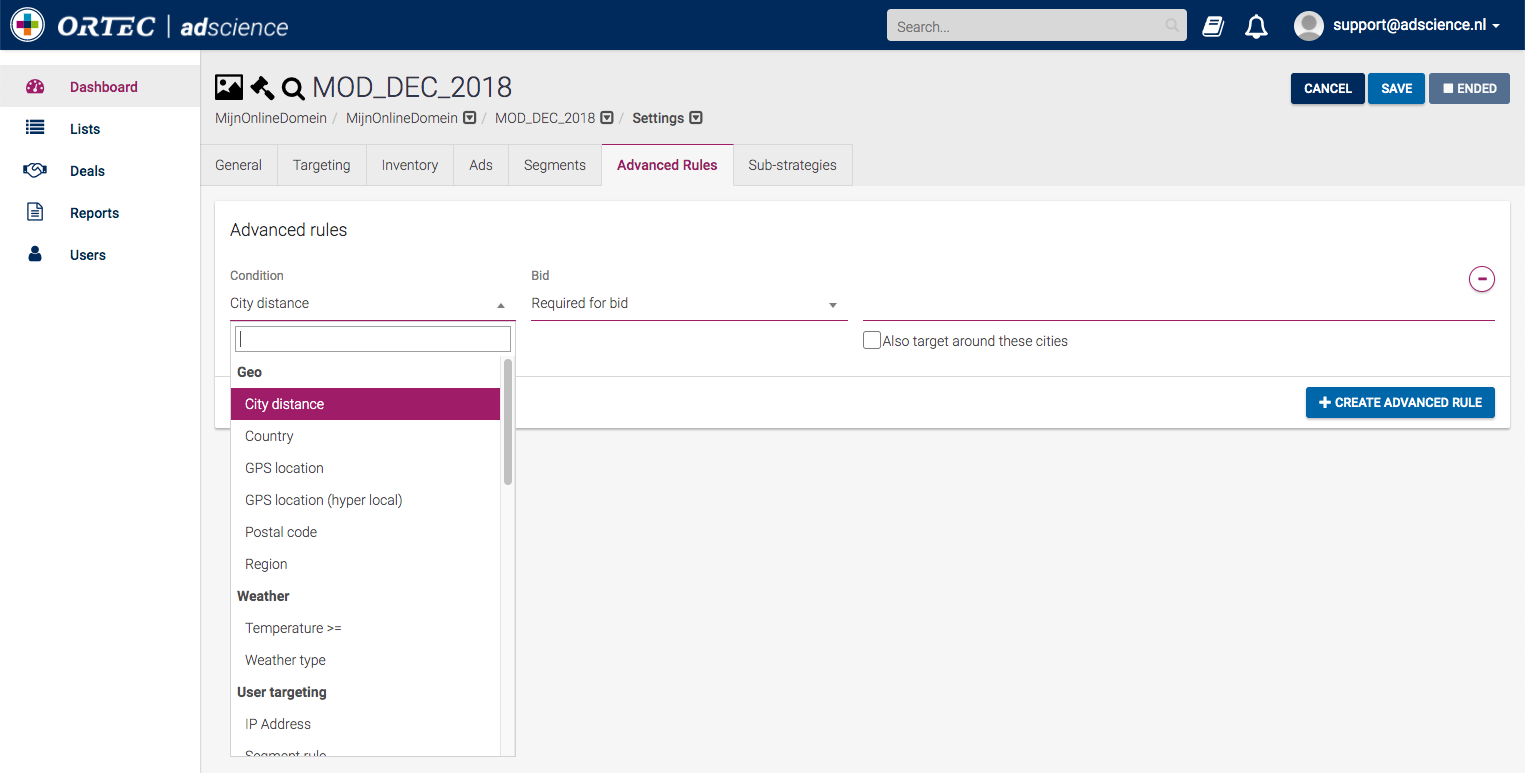 ORTEC | adscience
Search...
support@adscience.nl
Dashboard
Lists
Deals
Reports
Users
MOD_DEC_2018
CANCEL
SAVE
ENDED
MijnOnlineDomein / MijnOnlineDomein / MOD_DEC_2018 / Settings
General
Targeting
Inventory
Ads
Segments
Advanced Rules
Sub-strategies
Advanced rules
Condition
Bid
City distance
Required for bid
Also target around these cities
Geo
City distance
Country
GPS location
GPS location (hyper local)
Postal code
Region
Weather
Temperature >=
Weather type
User targeting
IP Address
Segment rule
CREATE ADVANCED RULE